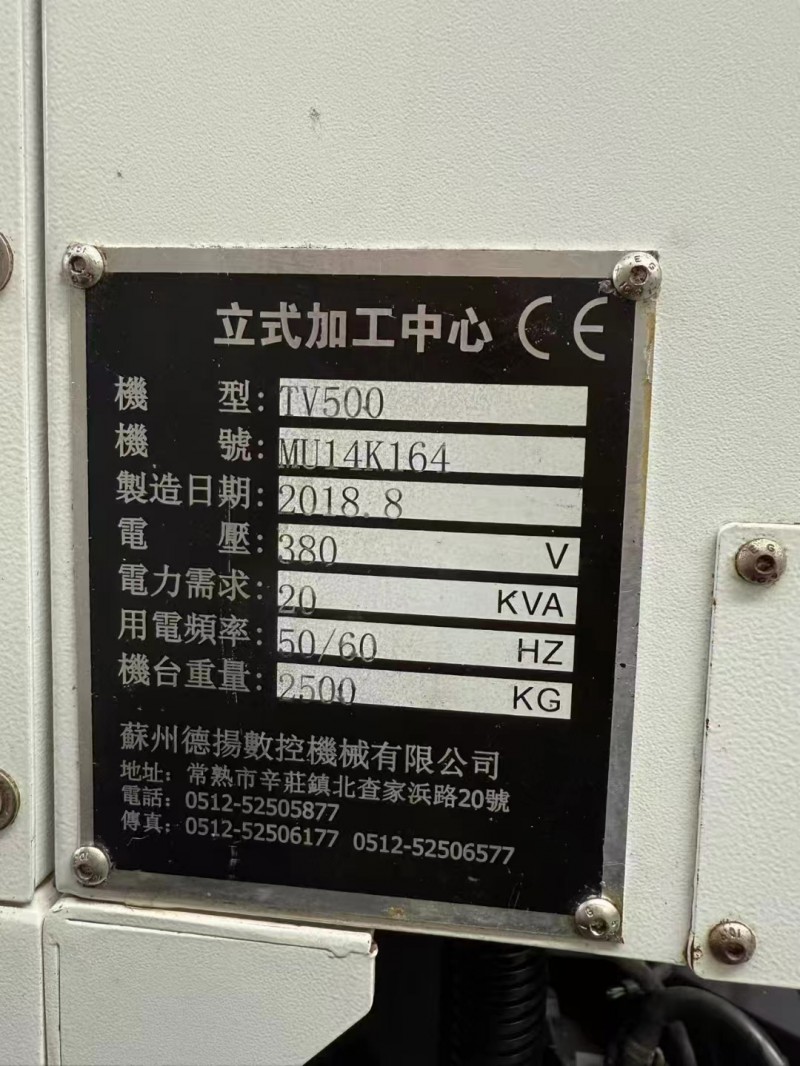 立式加工中心 CE
機型：TV500
機號：MU14K164
製造日期：2018.8
電壓：380 V
電力需求：20 KVA
用電頻率：50/60 HZ
機台重量：2500 KG
蘇州德揚數控機械有限公司
地址：常熟市辛莊鎮北查家浜路20號
電話：0512-52505877
傳真：0512-52506177 0512-52506577